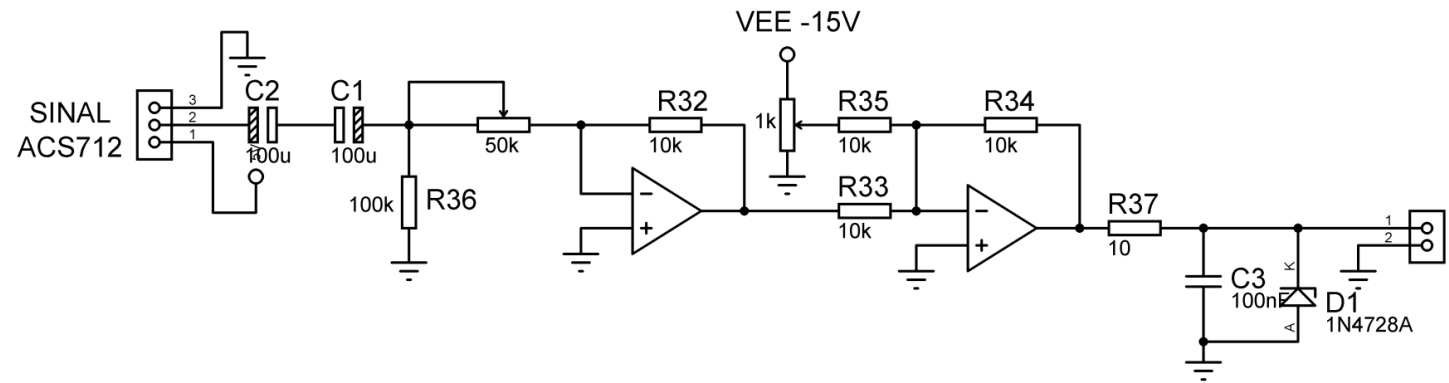 VEE -15V
SINAL
ACS712
3
2
1
C2
100u
C1
100u
50k
R32
10k
R36
100k
1k
R35
10k
R34
10k
R33
10k
R37
10
1
2
C3
100nF
K
A
D1
1N4728A